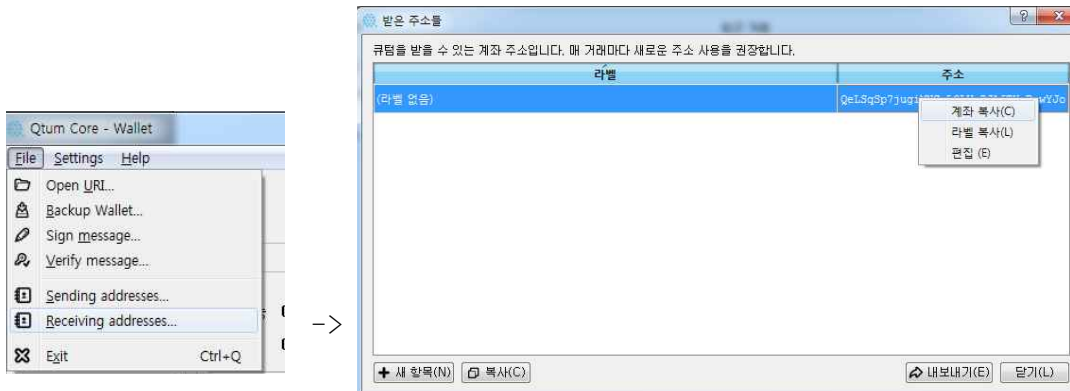 Qtum Core - Wallet
File Settings Help
Open URI...
Backup Wallet...
Sign message...
Verify message...
Sending addresses...
Receiving addresses...
Exit Ctrl+Q
->
받은 주소들
큐텀을 받을 수 있는 계좌 주소입니다. 매 거래마다 새로운 주소 사용을 권장합니다.
라벨 주소
(라벨 없음)
계좌 복사(C)
라벨 복사(L)
편집 (E)
새 항목(N) 복사(C) 내보내기(E) 닫기(L)